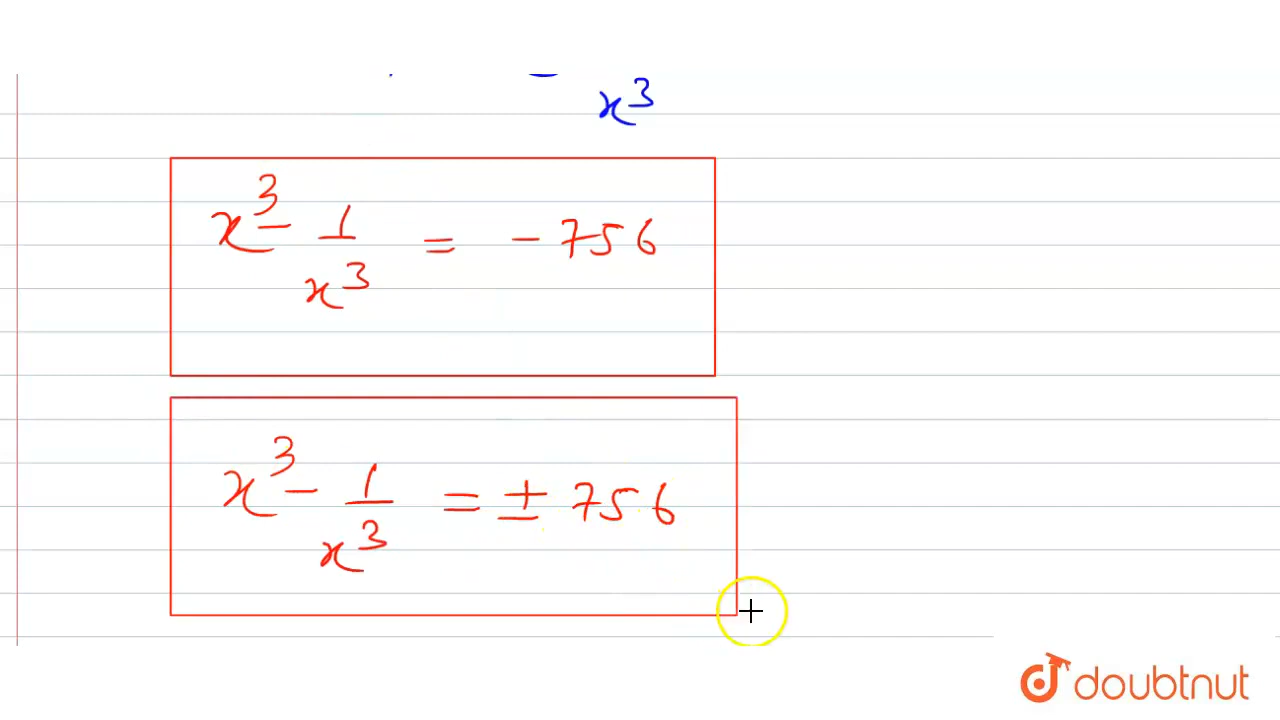 x³
x³ - 1/x³ = - 756
x³ - 1/x³ = ± 756
doubtnut